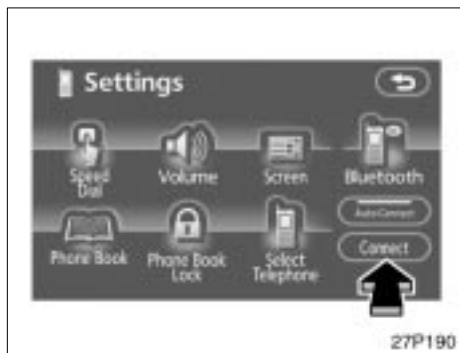 Settings
Speed Dial
Volume
Screen
Bluetooth
Auto Connect
Phone Book
Phone Book Lock
Select Telephone
Connect
27P190